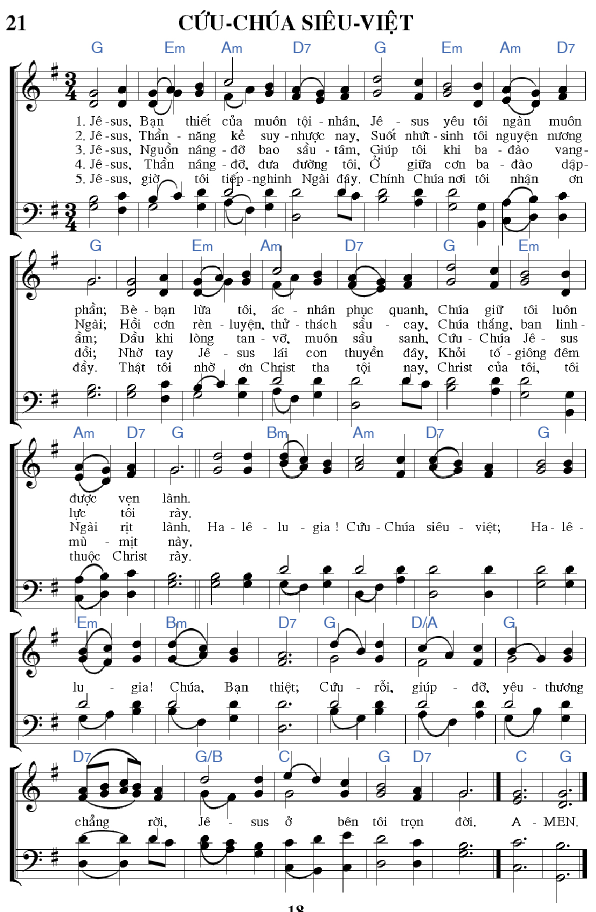 21 CỨU-CHÚA SIÊU-VIỆT
G Em Am D7 G Em Am D7
1. Jê-sus, Bạn thiết của muôn tội-nhân, Jê-sus yêu tôi ngàn muôn
2. Jê-sus, Thần-năng kẻ suy-nhược nay, Suốt nhứt-sinh tôi nguyện nương
3. Jê-sus, Nguồn nâng-đỡ bao sầu-tâm, Giúp tôi khi ba-đào vang-
4. Jê-sus, Thần nâng-đỡ, đưa đường tôi, Ở giữa cơn ba-đào dập-
5. Jê-sus, giờ tôi tiếp-nghinh Ngài đây, Chính Chúa nơi tôi nhận ơn
G Em Am D7 G Em
phần; Bè-bạn lừa tôi, ác-nhân phục quanh, Chúa giữ tôi luôn
Ngài; Hồi cơn rèn-luyện, thử-thách sầu-cay, Chúa thắng, ban linh-
ầm; Dầu khi lòng tan-vỡ, muôn sầu sanh, Cứu-Chúa Jê-sus
dồi; Nhờ tay Jê-sus lái con thuyền đây, Khỏi tố-giông đêm
đầy. Thật tôi nhờ ơn Christ tha tội nay, Christ của tôi, tôi
Am D7 G Bm Am D7 G
được vẹn lành.
lực tôi rày.
Ngài rịt lành. Ha-lê-lu-gia! Cứu-Chúa siêu-việt; Ha-lê-
mù-mịt này.
thuộc Christ rày.
Em Bm D7 G D/A G
lu-gia! Chúa, Bạn thiệt; Cứu-rỗi, giúp-đỡ, yêu-thương
D7 G/B C G D7 C G
chẳng rời, Jê-sus ở bên tôi trọn đời. A-MEN.
18